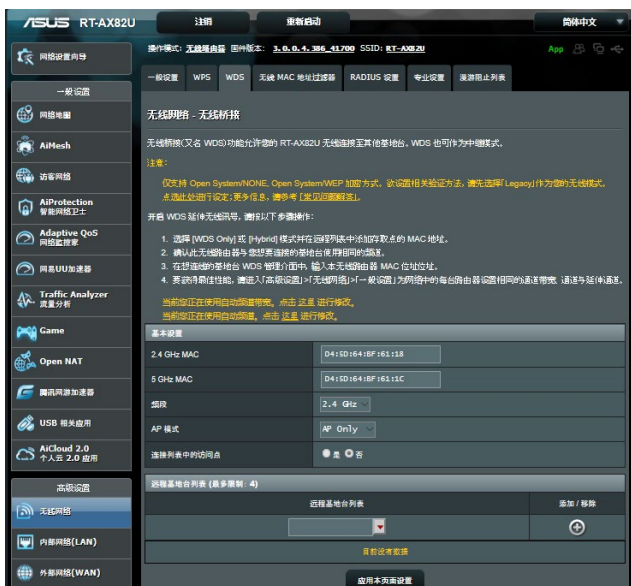 ASUS RT-AX82U 注销 重新启动 简体中文
操作模式: 无线路由器 固件版本: 3.0.0.4.386_41700 SSID: RT-AX82U App
网络设置向导
一般设置 WPS WDS 无线 MAC 地址过滤器 RADIUS 设置 专业设置 漫游阻止列表
一般设置
网络地图
AiMesh
访客网络
AiProtection
智能网络卫士
Adaptive QoS
网络监控家
网易UU加速器
Traffic Analyzer
流量分析
Game
Open NAT
腾讯网游加速器
USB 相关应用
AiCloud 2.0
个人云 2.0 应用
高级设置
无线网络
内部网络(LAN)
外部网络(WAN)
无线网络 - 无线桥接
无线桥接(又名 WDS)功能允许您的 RT-AX82U 无线连接至其他基地台。WDS 也可作为中继模式。
注意:
仅支持 Open System/NONE, Open System/WEP 加密方式。欲设置相关验证方法, 请先选择「Legacy」作为您的无线模式。
点选此处进行设定;更多信息, 请参考 [常见问题解答]。
开启 WDS 延伸无线讯号, 请按以下步骤操作:
1. 选择 [WDS Only] 或 [Hybrid] 模式并在远程列表中添加存取点的 MAC 地址。
2. 确认此无线路由器与您想要连接的基地台使用相同的频道。
3. 在想连线的基地台 WDS 管理介面中, 输入本无线路由器 MAC 位址位址。
4. 要获得最佳性能, 请进入「高级设置」>「无线网络」>「一般设置」为网络中的每台路由器设置相同的通道带宽, 通道与延伸通道。
当前您正在使用自动频道带宽。点击 这里 进行修改。
当前您正在使用自动频道。点击 这里 进行修改。
基本设置
2.4 GHz MAC D4:5D:64:BF:61:18
5 GHz MAC D4:5D:64:BF:61:1C
频段 2.4 GHz
AP 模式 AP Only
连接列表中的访问点 是 否
远程基地台列表 (最多限制: 4)
远程基地台列表 添加 / 移除
目前没有数据
应用本页面设置